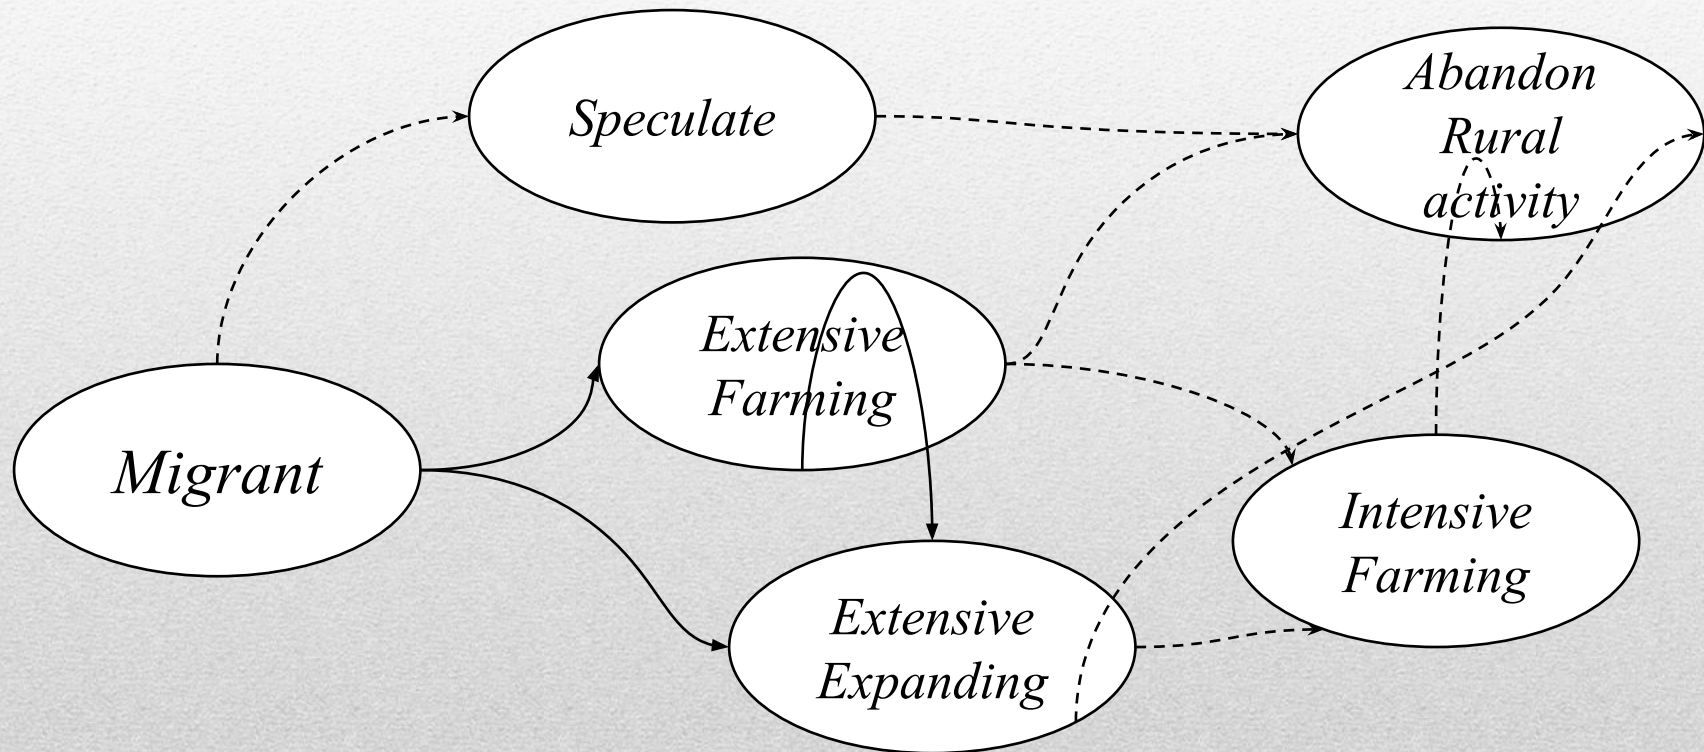 Speculate
Abandon
Rural
activity
Extensive
Farming
Migrant
Intensive
Farming
Extensive
Expanding